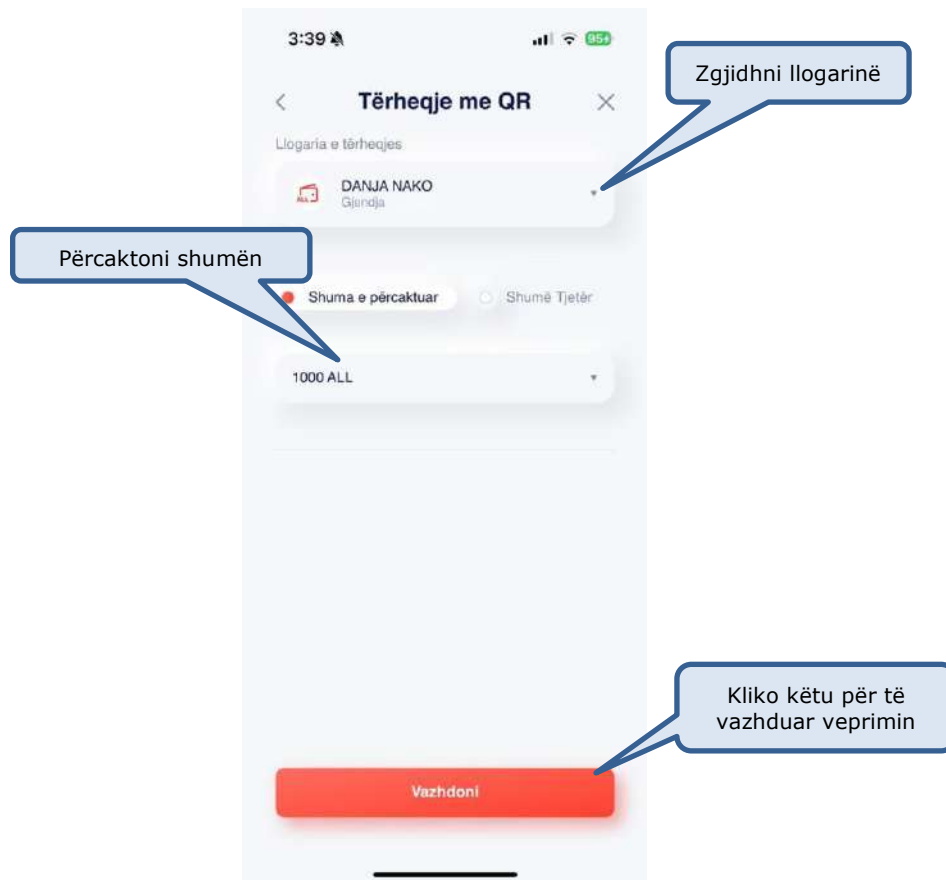 3:39
95+
Zgjidhni llogarinë
Tërheqje me QR
Llogaria e tërheqjes
DANJA NAKO
Gjendja
ALL
Përcaktoni shumën
Shuma e përcaktuar
Shumë Tjetër
1000 ALL
Kliko këtu për të
vazhduar veprimin
Vazhdoni